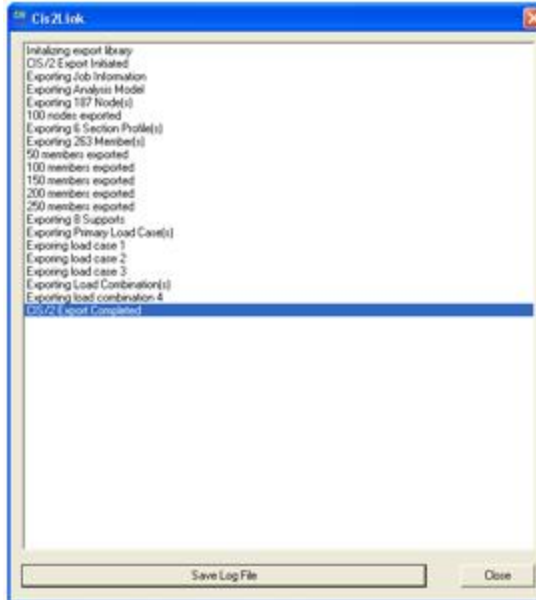 Cis2Link
Initalizing export library
CIS/2 Export Initiated
Exporting Job Information
Exporting Analysis Model
Exporting 187 Node(s)
100 nodes exported
Exporting 6 Section Profile(s)
Exporting 263 Member(s)
50 members exported
100 members exported
150 members exported
200 members exported
250 members exported
Exporting 8 Supports
Exporting Primary Load Case(s)
Exporing load case 1
Exporing load case 2
Exporing load case 3
Exporting Load Combination(s)
Exporting load combination 4
CIS/2 Export Completed
Save Log File
Close